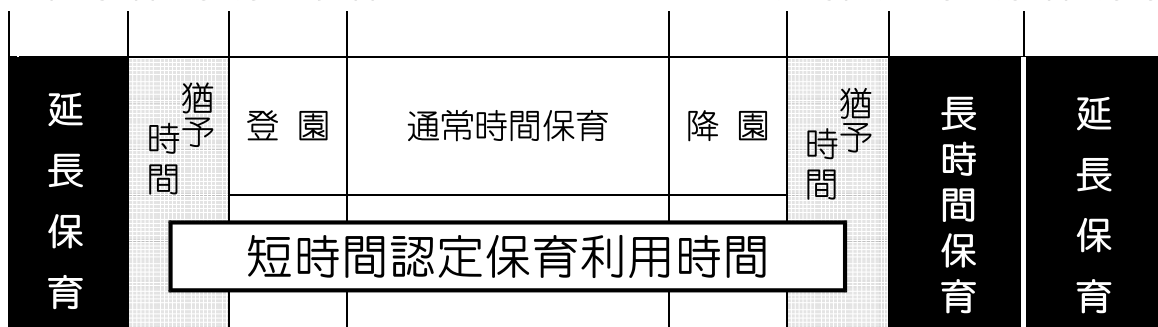 延長保育
猶予
時間
登園
通常時間保育
降園
猶予
時間
長時間保育
延長保育
短時間認定保育利用時間